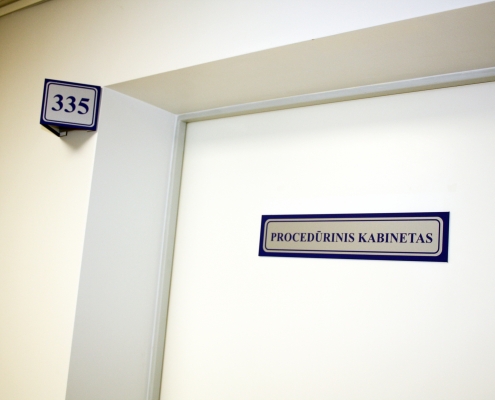 335
PROCEDŪRINIS KABINETAS